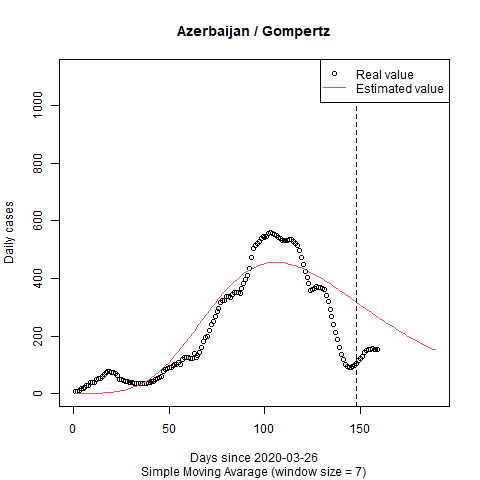 Azerbaijan / Gompertz
Real value
Estimated value
Daily cases
1000
800
600
400
200
0
0
50
100
150
Days since 2020-03-26
Simple Moving Avarage (window size = 7)